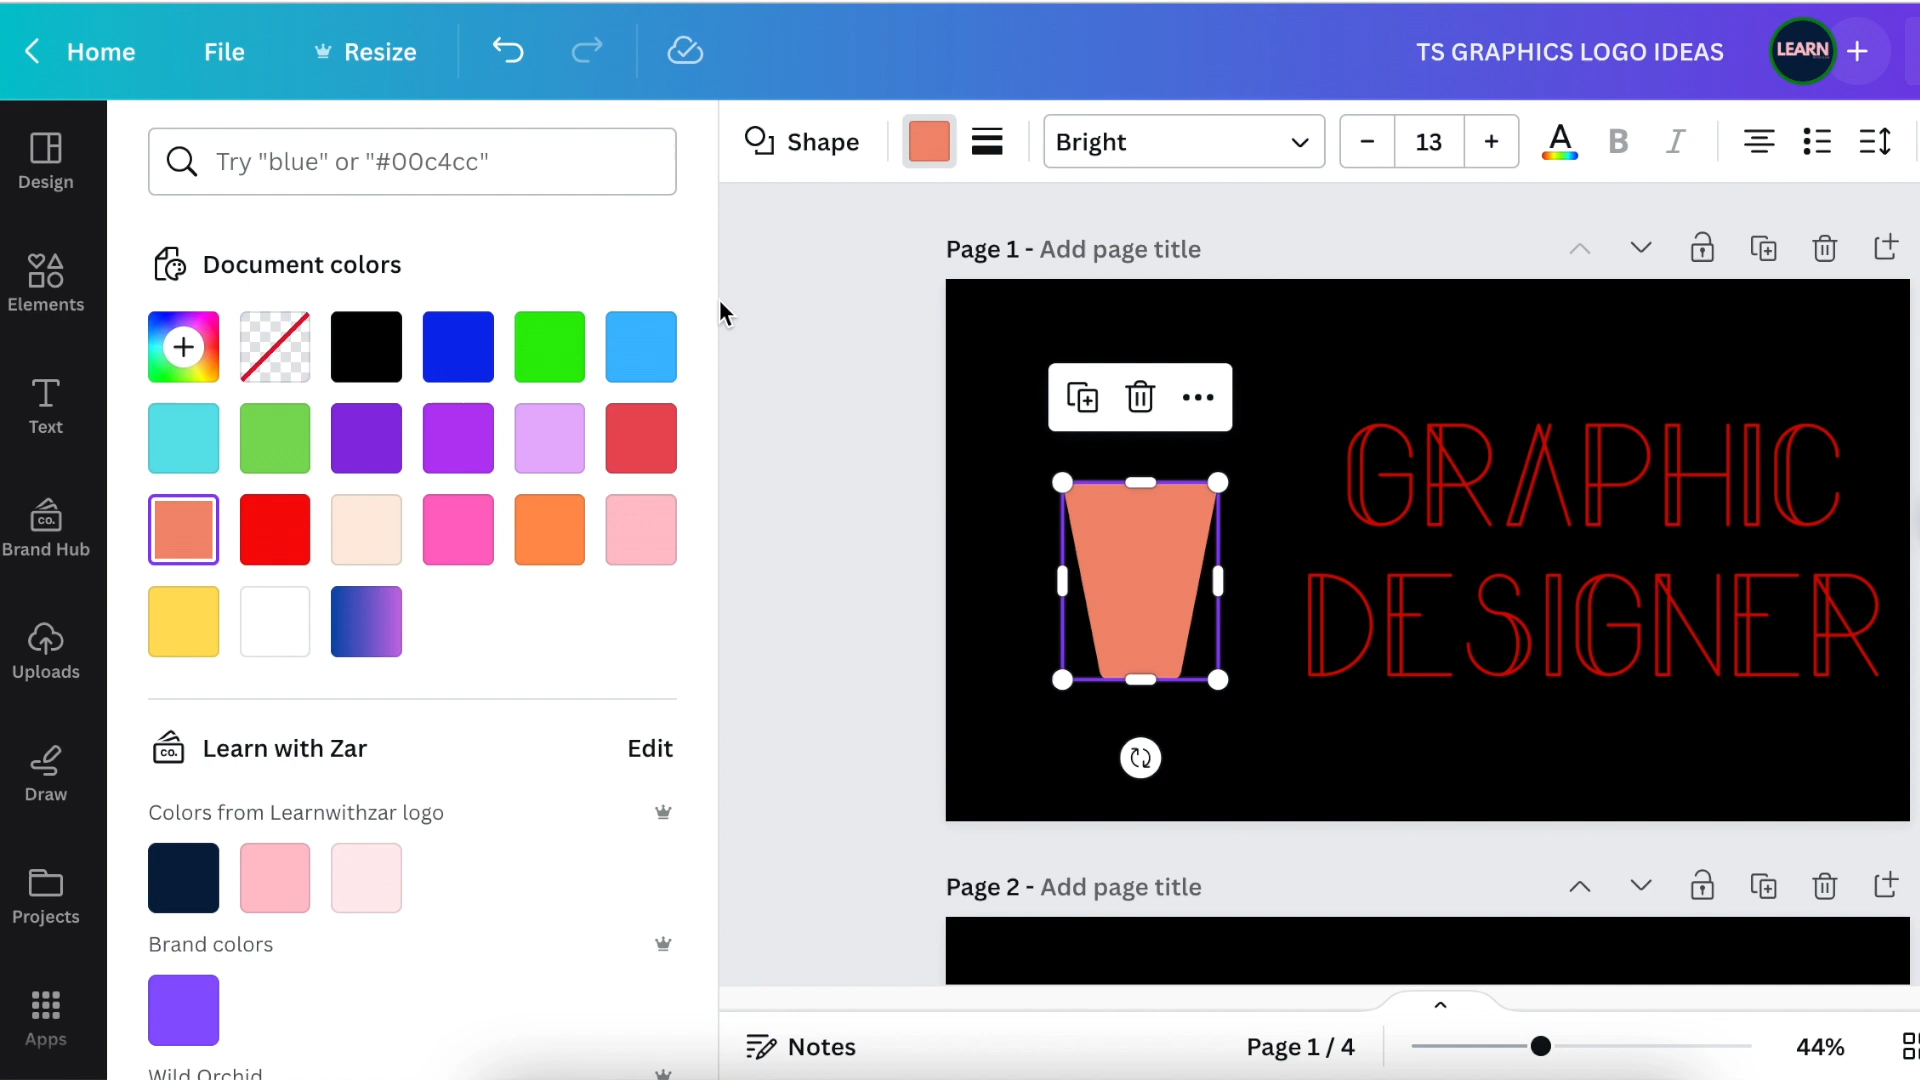 Home File Resize TS GRAPHICS LOGO IDEAS LEARN
Shape Bright 13 A B I
Try "blue" or "#00c4cc"
Design
Elements
Text
Brand Hub
Uploads
Draw
Projects
Apps
Document colors
CO. Learn with Zar Edit
Colors from Learnwithzar logo
Brand colors
Wild Orchid
Page 1 - Add page title
GRAPHIC
DESIGNER
Page 2 - Add page title
Notes Page 1 / 4 44%